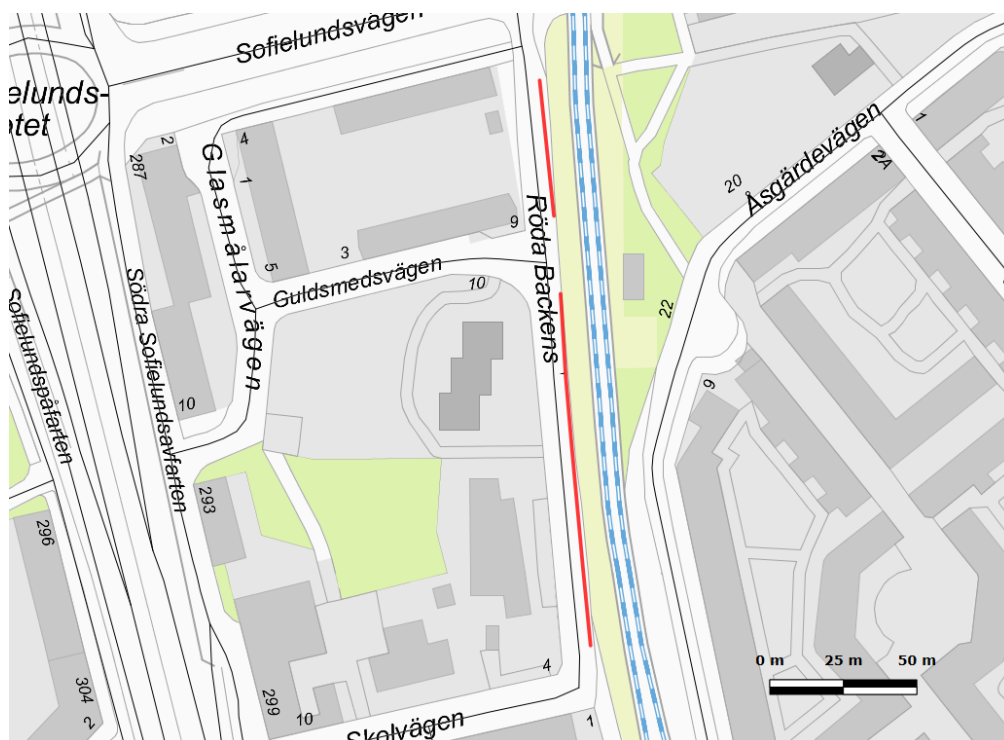 Sofielundsvägen
elunds-
otet
2
4
287
Glasmålarvägen
1
5
3
9
Guldsmedsvägen
10
Röda Backens
20
Åsgärdevägen
1
2A
22
9
Södra Sofielundsavfarten
Sofielundspåfarten
10
293
296
304
2
299
10
4
Skolvägen
1
0 m 25 m 50 m